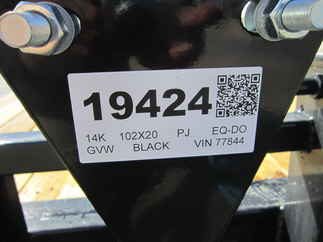 19424
14K 102X20 PJ EQ-DO
GVW BLACK VIN 77844